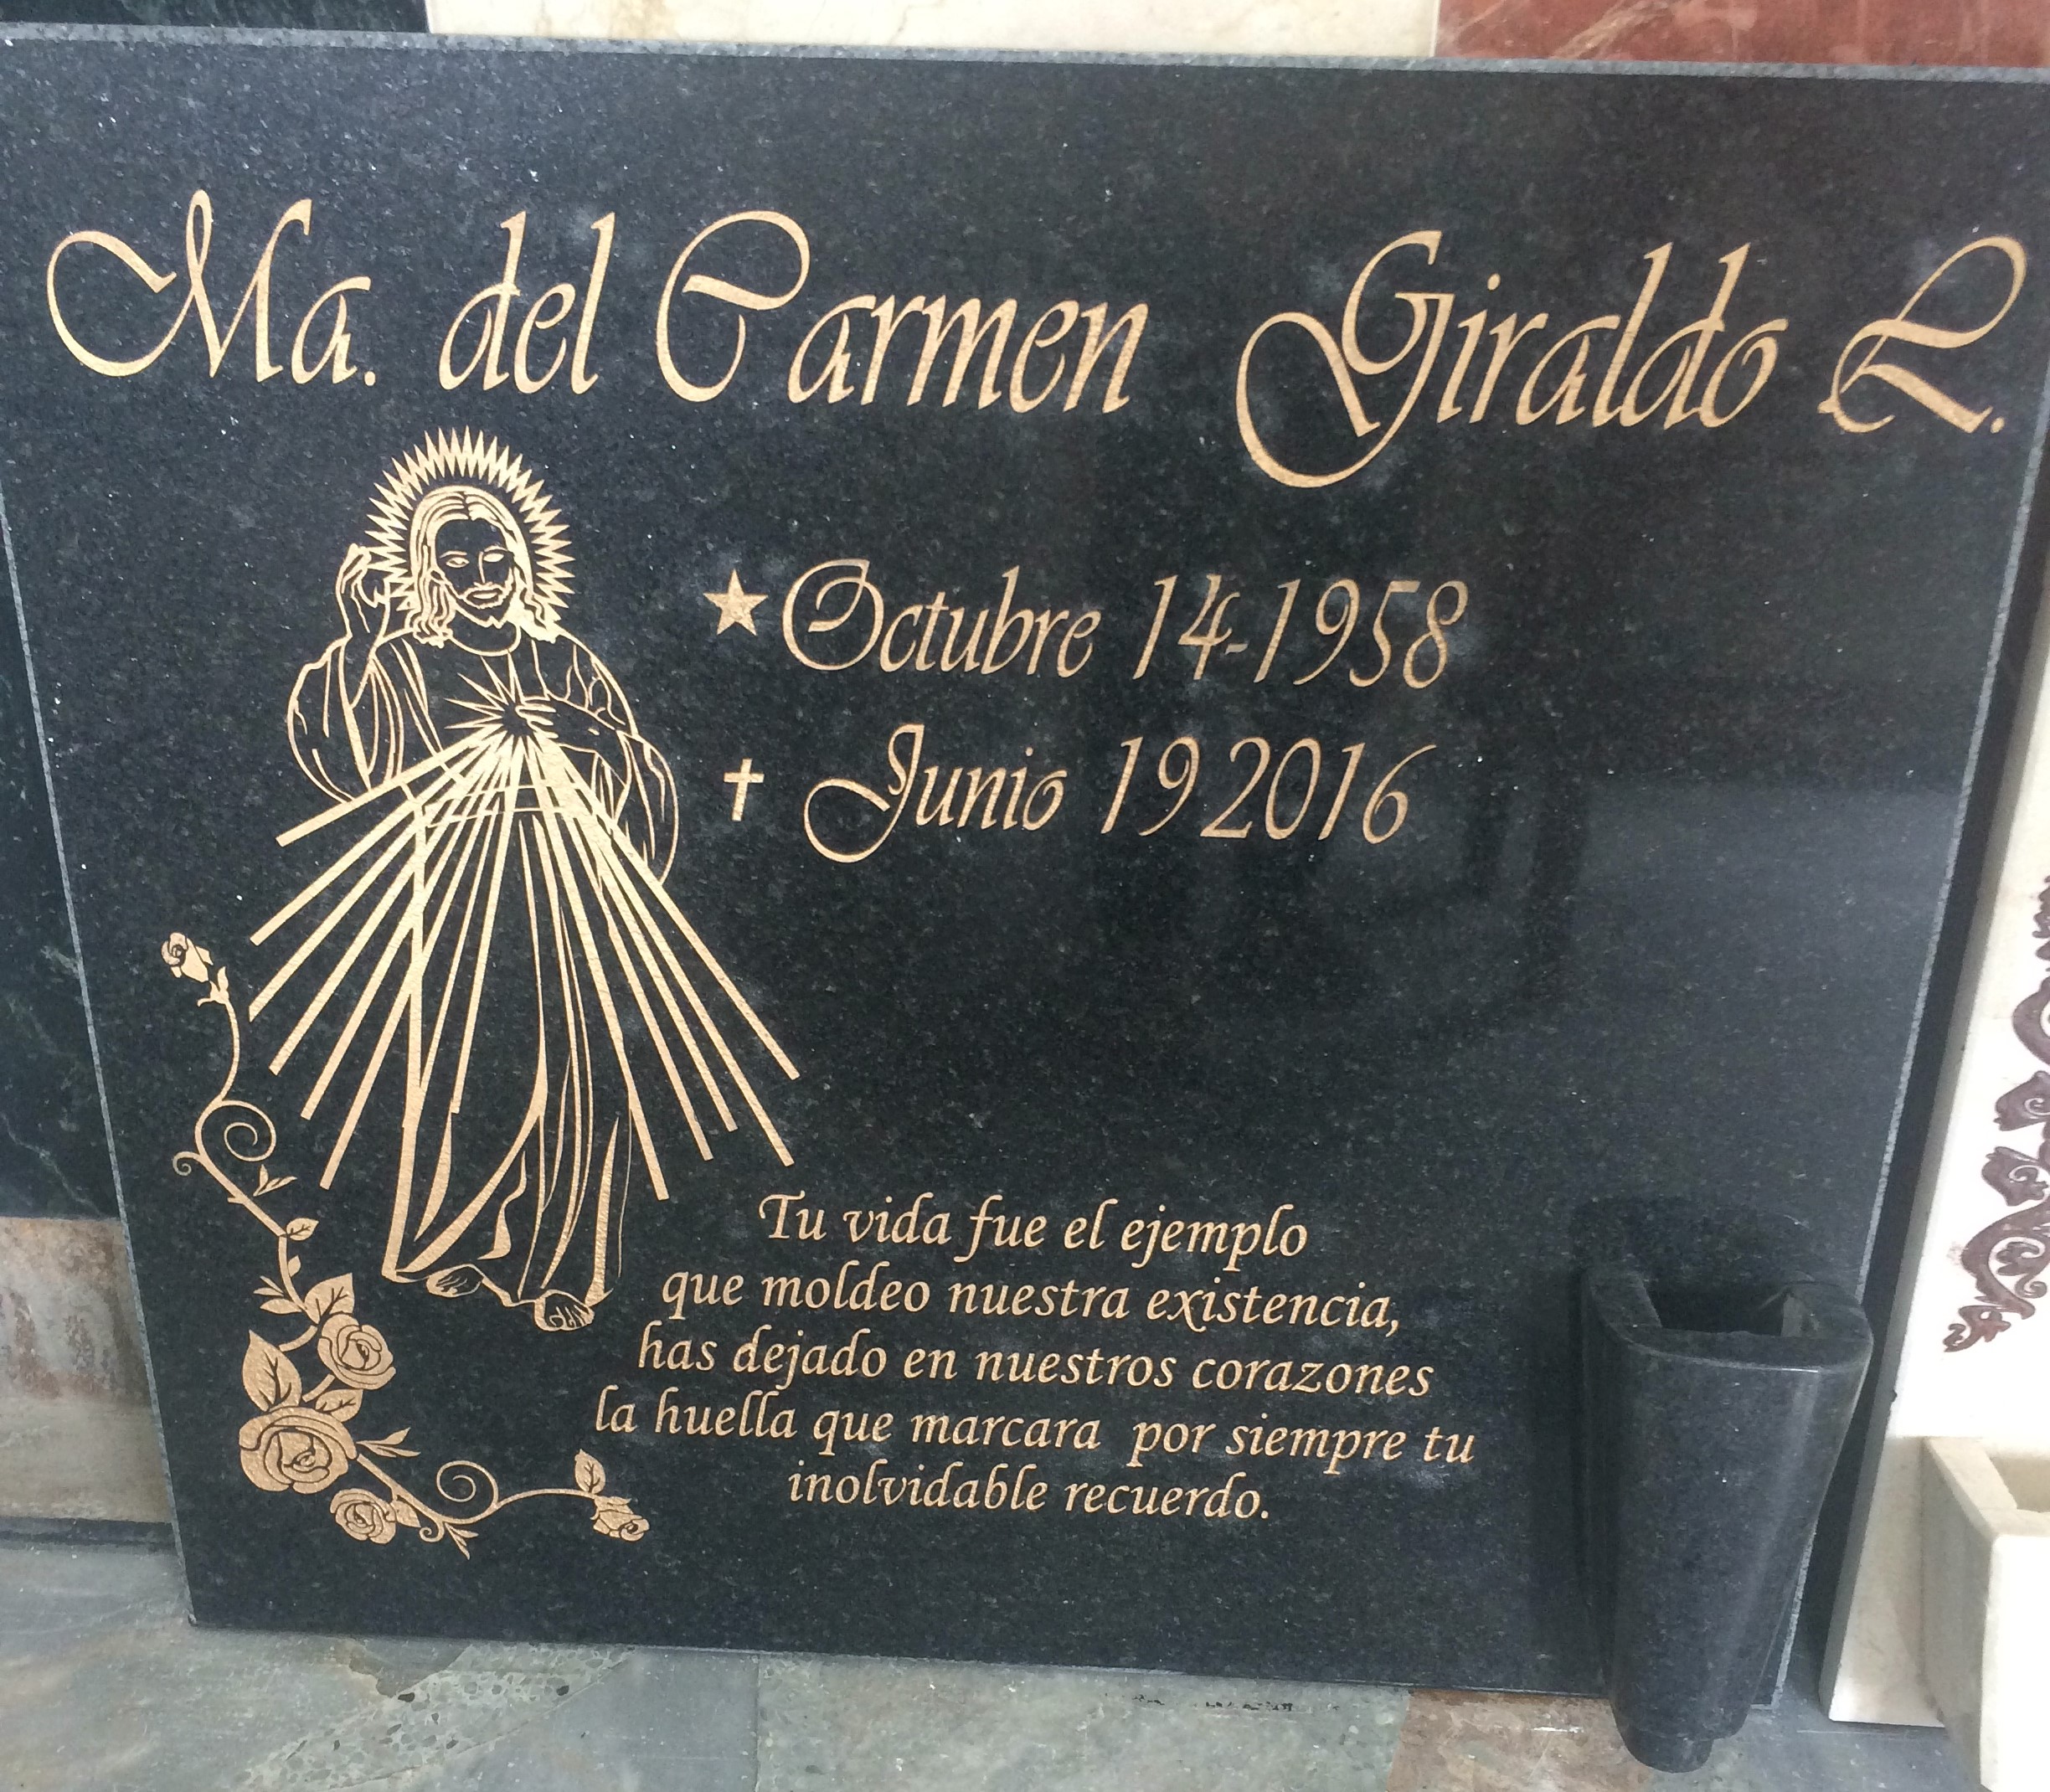 Ma. del Carmen Giraldo L.
Octubre 14-1958
Junio 19 2016
Tu vida fue el ejemplo
que moldeo nuestra existencia,
has dejado en nuestros corazones
la huella que marcara por siempre tu
inolvidable recuerdo.